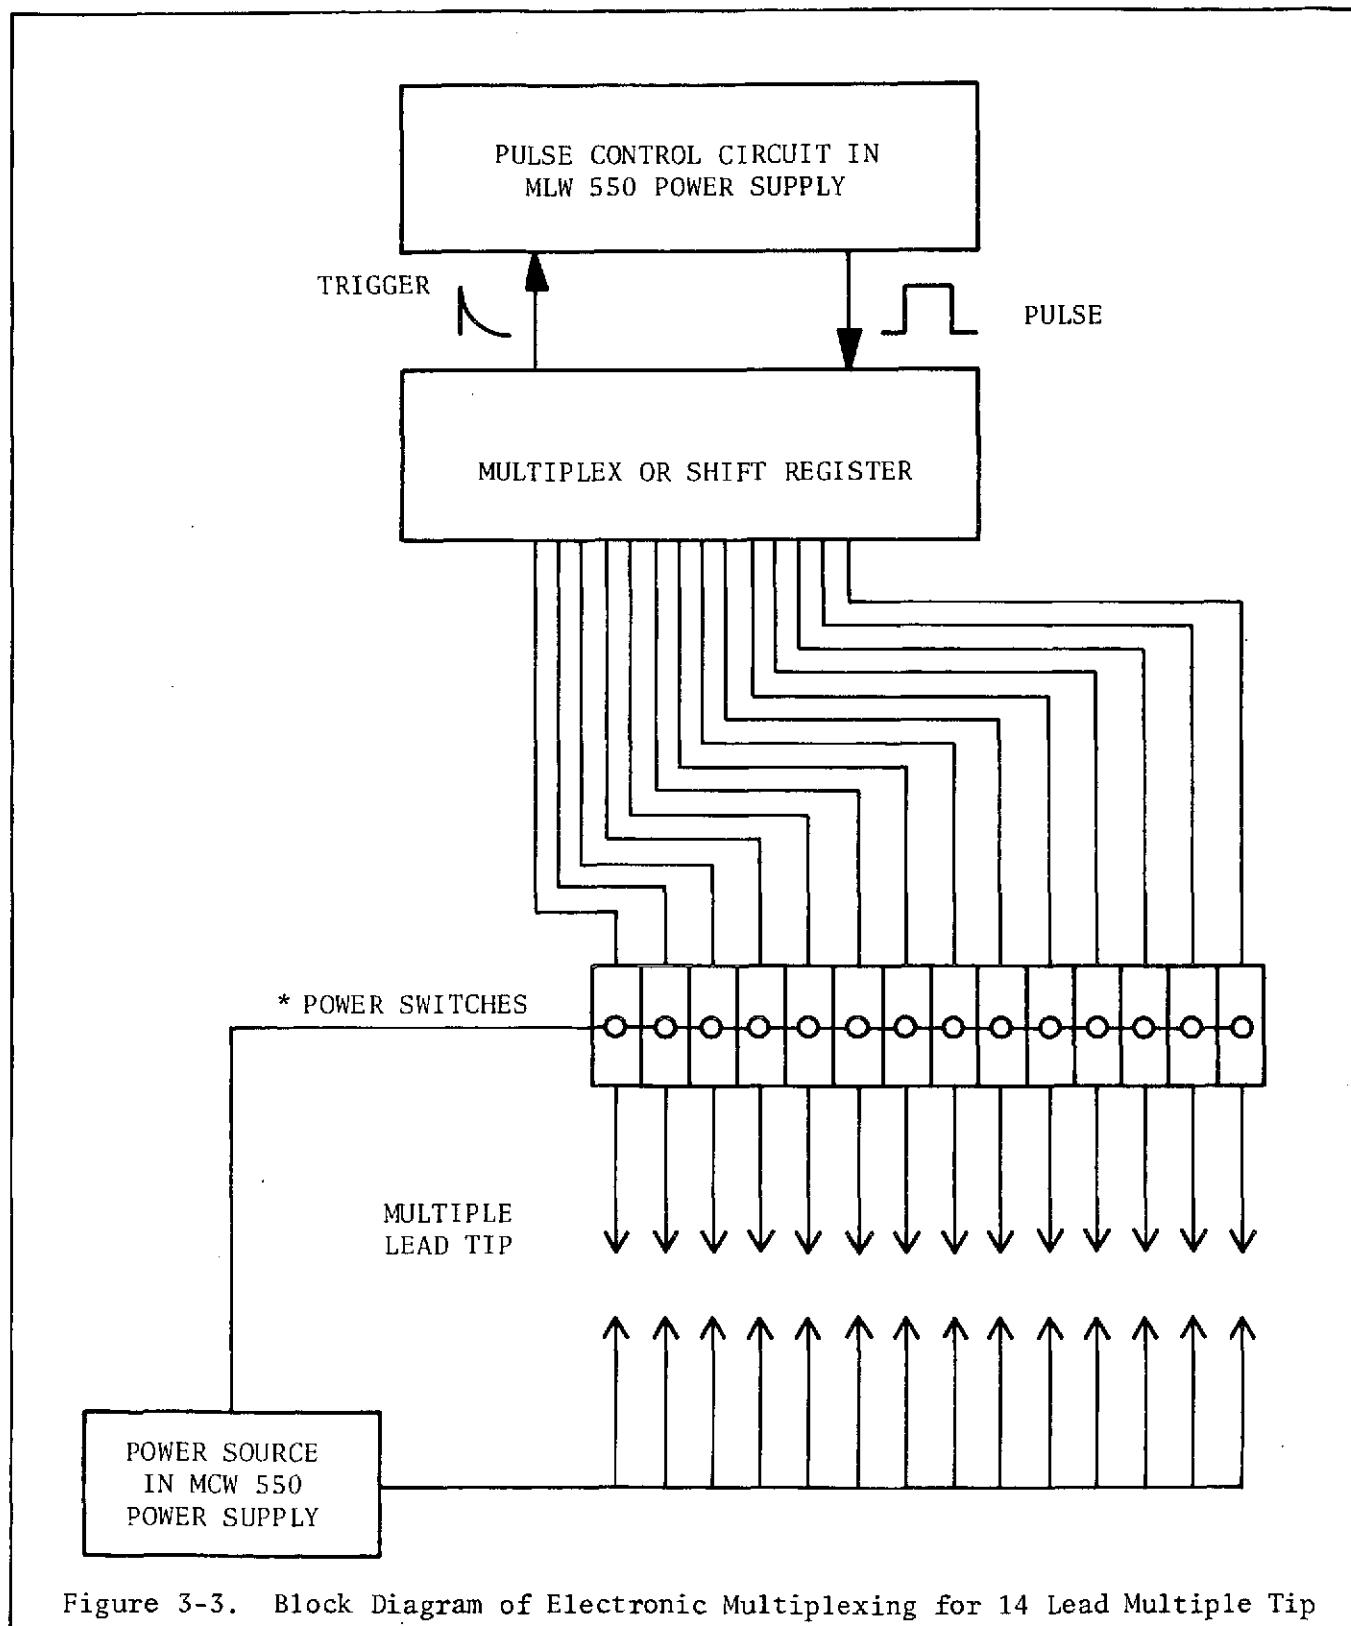 PULSE CONTROL CIRCUIT IN
MLW 550 POWER SUPPLY
TRIGGER
PULSE
MULTIPLEX OR SHIFT REGISTER
* POWER SWITCHES
MULTIPLE
LEAD TIP
POWER SOURCE
IN MCW 550
POWER SUPPLY
Figure 3-3. Block Diagram of Electronic Multiplexing for 14 Lead Multiple Tip